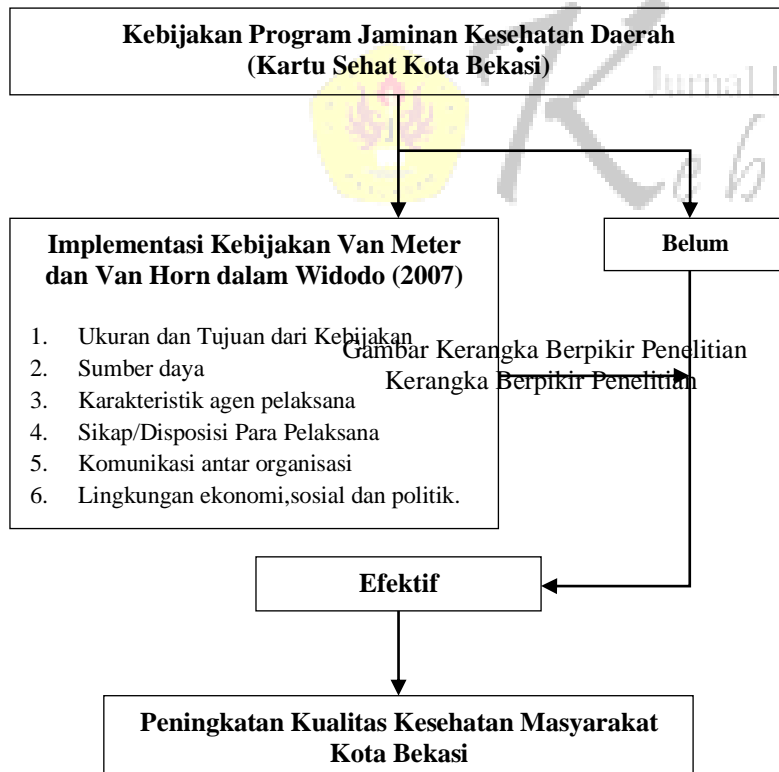 Kebijakan Program Jaminan Kesehatan Daerah
(Kartu Sehat Kota Bekasi)
Jurnal
Implementasi Kebijakan Van Meter
dan Van Horn dalam Widodo (2007)
Belum
1. Ukuran dan Tujuan dari Kebijakan
2. Sumber daya
3. Karakteristik agen pelaksana
4. Sikap/Disposisi Para Pelaksana
5. Komunikasi antar organisasi
6. Lingkungan ekonomi,sosial dan politik.
Gambar Kerangka Berpikir Penelitian
Kerangka Berpikir Penelitian
Efektif
Peningkatan Kualitas Kesehatan Masyarakat
Kota Bekasi